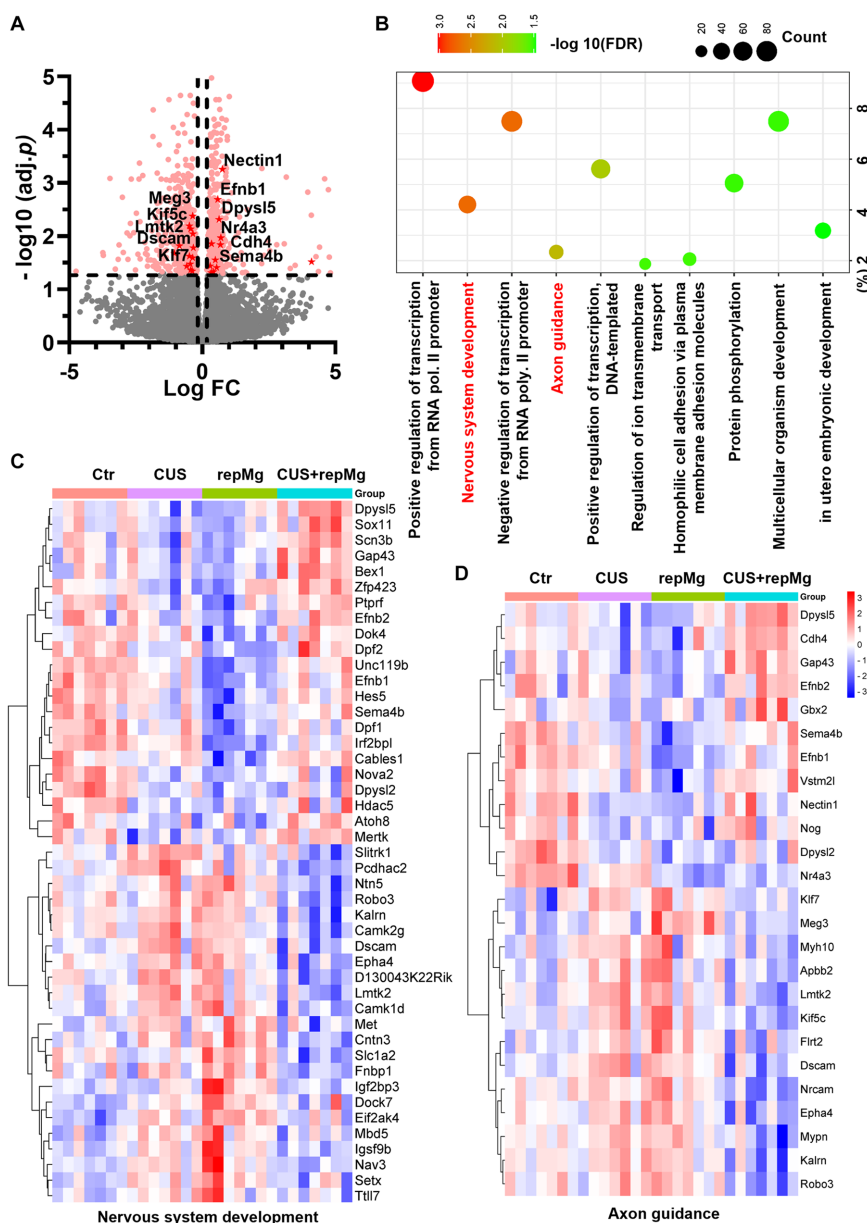 A
- log10 (adj.p)
5
4
3
2
1
0
-5
0
5
Log FC
Nectin1
Efnb1
Dpysl5
Nr4a3
Cdh4
Sema4b
Meg3
Kif5c
Lmtk2
Dscam
Klf7
B
3.0
2.5
2.0
1.5
-log 10(FDR)
20
40
60
80
Count
8
6
4
2
(%)
Positive regulation of transcription
from RNA pol. II promoter
Nervous system development
Negative regulation of transcription
from RNA poly. II promoter
Axon guidance
Positive regulation of transcription,
DNA-templated
Regulation of ion transmembrane
transport
Homophilic cell adhesion via plasma
membrane adhesion molecules
Protein phosphorylation
Multicellular organism development
in utero embryonic development
C
Ctr
CUS
repMg
CUS+repMg
Group
Dpysl5
Sox11
Scn3b
Gap43
Bex1
Zfp423
Ptprf
Efnb2
Dok4
Dpf2
Unc119b
Efnb1
Hes5
Sema4b
Dpf1
Irf2bpl
Cables1
Nova2
Dpysl2
Hdac5
Atoh8
Mertk
Slitrk1
Pcdhac2
Ntn5
Robo3
Kalrn
Camk2g
Dscam
Epha4
D130043K22Rik
Lmtk2
Camk1d
Met
Cntn3
Slc1a2
Fnbp1
Igf2bp3
Dock7
Eif2ak4
Mbd5
Igsf9b
Nav3
Setx
Ttll7
Nervous system development
D
Ctr
CUS
repMg
CUS+repMg
Group
3
2
1
0
-1
-2
-3
Dpysl5
Cdh4
Gap43
Efnb2
Gbx2
Sema4b
Efnb1
Vstm2l
Nectin1
Nog
Dpysl2
Nr4a3
Klf7
Meg3
Myh10
Apbb2
Lmtk2
Kif5c
Flrt2
Dscam
Nrcam
Epha4
Mypn
Kalrn
Robo3
Axon guidance